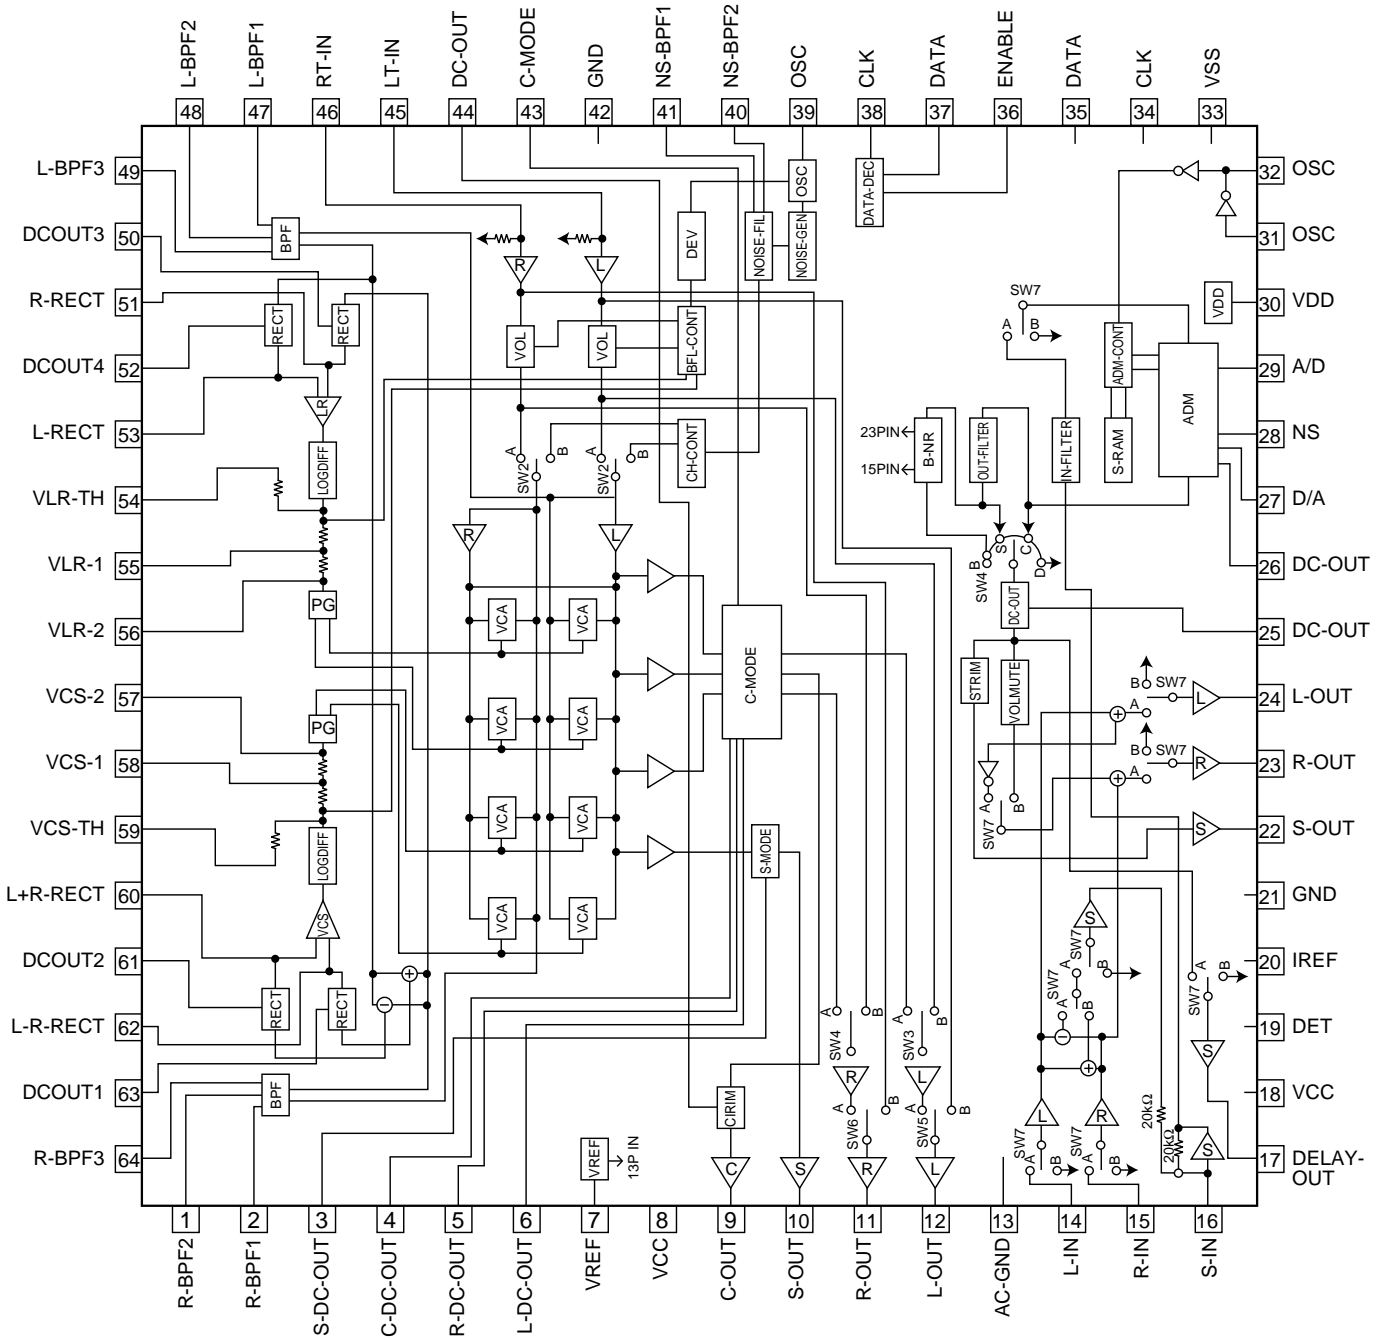 L-BPF2
L-BPF1
RT-IN
LT-IN
DC-OUT
C-MODE
GND
NS-BPF1
NS-BPF2
OSC
CLK
DATA
ENABLE
DATA
CLK
VSS
48
47
46
45
44
43
42
41
40
39
38
37
36
35
34
33
L-BPF3 49
DCOUT3 50
R-RECT 51
DCOUT4 52
L-RECT 53
VLR-TH 54
VLR-1 55
VLR-2 56
VCS-2 57
VCS-1 58
VCS-TH 59
L+R-RECT 60
DCOUT2 61
L-R-RECT 62
DCOUT1 63
R-BPF3 64
32 OSC
31 OSC
30 VDD
29 A/D
28 NS
27 D/A
26 DC-OUT
25 DC-OUT
24 L-OUT
23 R-OUT
22 S-OUT
21 GND
20 IREF
19 DET
18 VCC
17 DELAY-
OUT
BPF
RECT
RECT
LR
LOGDIFF
PG
PG
LOGDIFF
VCS
RECT
RECT
+
−
BPF
R
L
VOL
VOL
DEV
BFL-CONT
CH-CONT
NOISE-FIL
OSC
NOISE-GEN
DATA-DEC
A
SW2
B
A
SW2
B
R
L
VCA
VCA
VCA
VCA
VCA
VCA
VCA
VCA
C-MODE
S-MODE
CIRIM
VREF
13P IN
C
S
A
B
SW4
R
A
B
SW6
R
A
B
SW3
L
A
B
SW5
L
SW7
A
B
VDD
ADM-CONT
ADM
S-RAM
IN-FILTER
OUT-FILTER
B-NR
23PIN
15PIN
SW4
B
S
C
D
DC-OUT
STRIM
VOLMUTE
A
B
SW7
B
SW7
A
L
+
B
SW7
A
R
+
S
S
SW7
A
B
SW7
A
B
−
+
L
R
SW7
A
B
SW7
A
B
SW7
A
B
S
20kΩ
20kΩ
S
1
2
3
4
5
6
7
8
9
10
11
12
13
14
15
16
R-BPF2
R-BPF1
S-DC-OUT
C-DC-OUT
R-DC-OUT
L-DC-OUT
VREF
VCC
C-OUT
S-OUT
R-OUT
L-OUT
AC-GND
L-IN
R-IN
S-IN